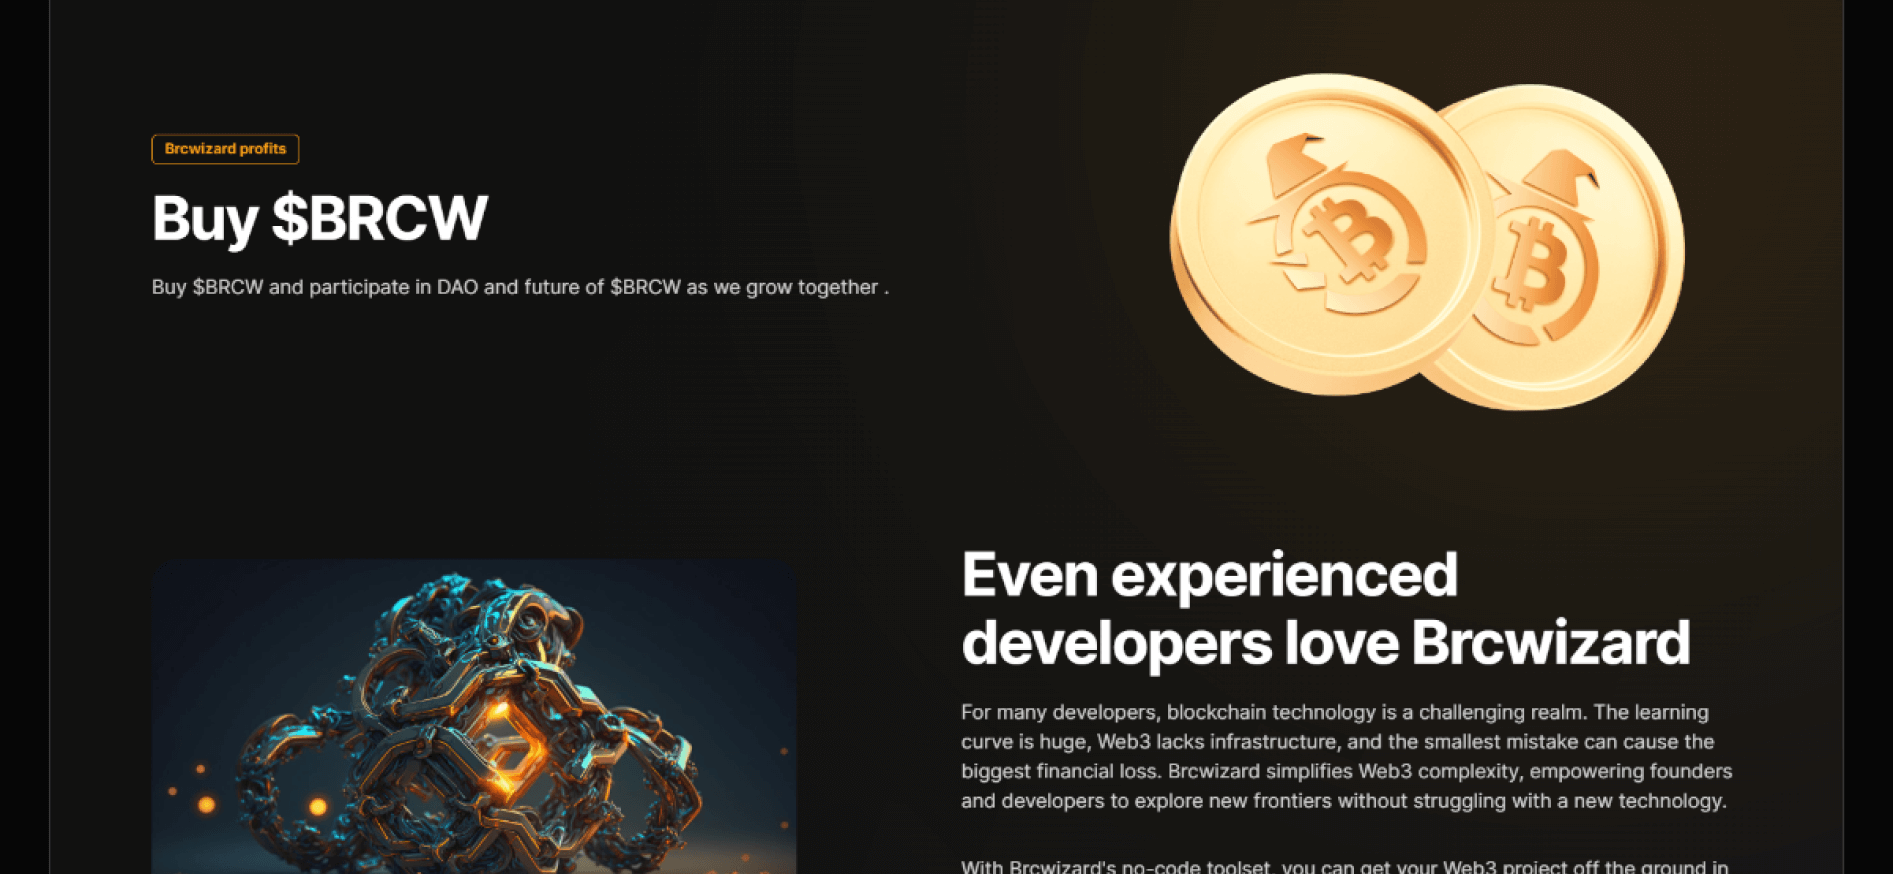 Brcwizard profits
Buy $BRCW
Buy $BRCW and participate in DAO and future of $BRCW as we grow together .
Even experienced
developers love Brcwizard
For many developers, blockchain technology is a challenging realm. The learning
curve is huge, Web3 lacks infrastructure, and the smallest mistake can cause the
biggest financial loss. Brcwizard simplifies Web3 complexity, empowering founders
and developers to explore new frontiers without struggling with a new technology.
With Brcwizard's no-code toolset, you can get your Web3 project off the ground in